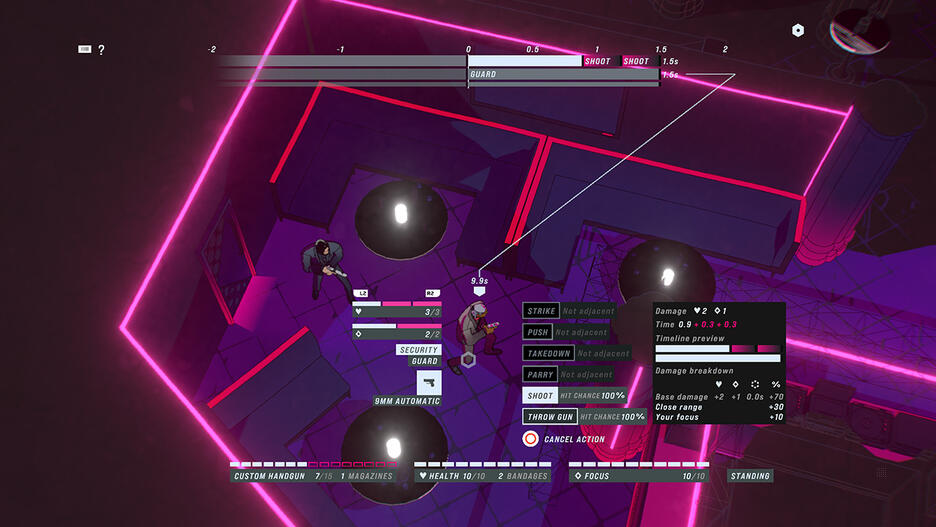 ?
-2 -1 0 0.5 1 1.5 2
SHOOT SHOOT 1.5s
GUARD 1.5s
9.9s
L2 R2
3/3
2/2
SECURITY
GUARD
9MM AUTOMATIC
STRIKE Not adjacent
PUSH Not adjacent
TAKEDOWN Not adjacent
PARRY Not adjacent
SHOOT HIT CHANCE 100%
THROW GUN HIT CHANCE 100%
CANCEL ACTION
Damage 2 1
Time 0.9 + 0.3 + 0.3
Timeline preview
Damage breakdown
%
Base damage +2 +1 0.0s +70
Close range +30
Your focus +10
CUSTOM HANDGUN 7/15 1 MAGAZINES
HEALTH 10/10 2 BANDAGES
FOCUS 10/10
STANDING